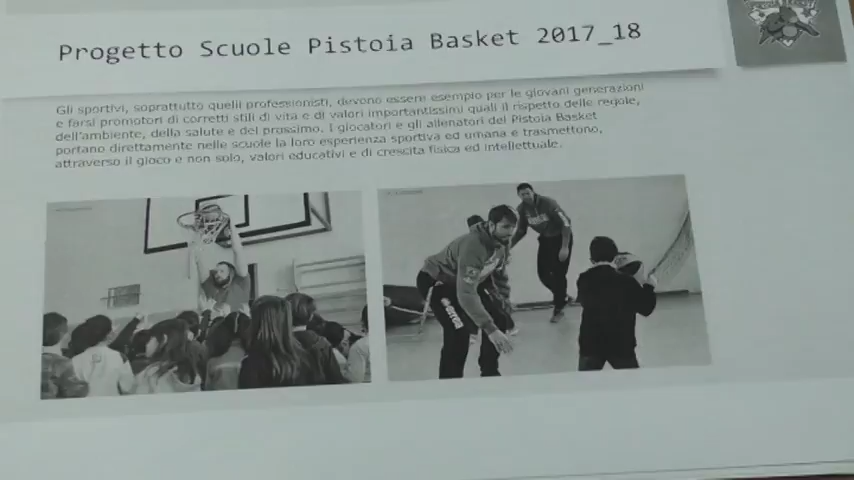 Progetto Scuole Pistoia Basket 2017_18
Gli sportivi, soprattutto quelli professionisti, devono essere esempio per le giovani generazioni
e farsi promotori di corretti stili di vita e di valori importantissimi quali il rispetto delle regole,
dell'ambiente, della salute e del prossimo. I giocatori e gli allenatori del Pistoia Basket
portano direttamente nelle scuole la loro esperienza sportiva ed umana e trasmettono,
attraverso il gioco e non solo, valori educativi e di crescita fisica ed intellettuale.